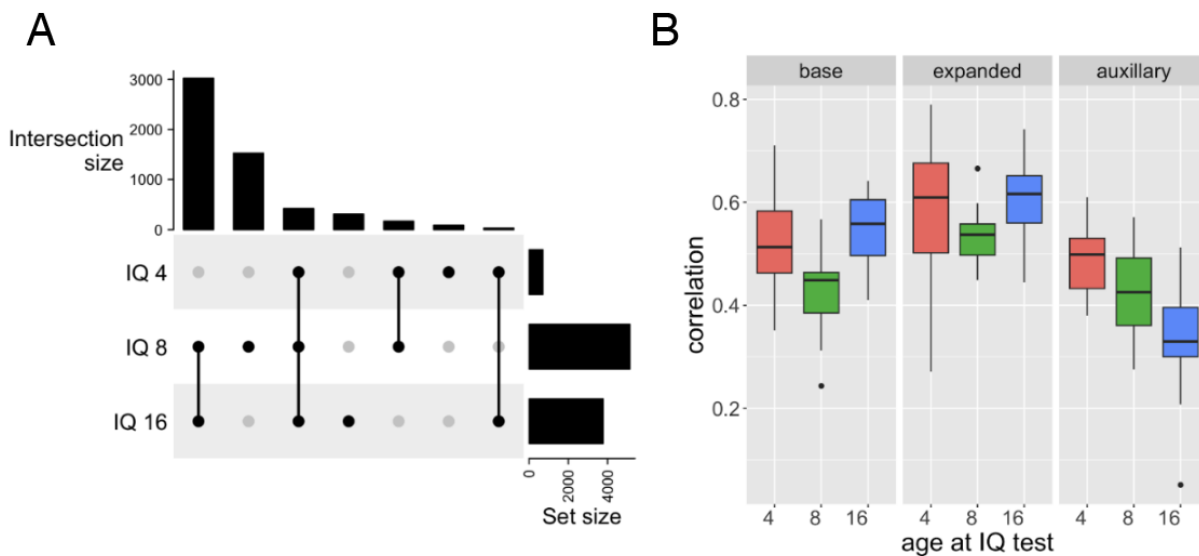 A
3000
2000
1000
0
Intersection
size
IQ 4
IQ 8
IQ 16
0
2000
4000
Set size
B
base
expanded
auxillary
0.8
0.6
0.4
0.2
correlation
4 8 16 4 8 16 4 8 16
age at IQ test